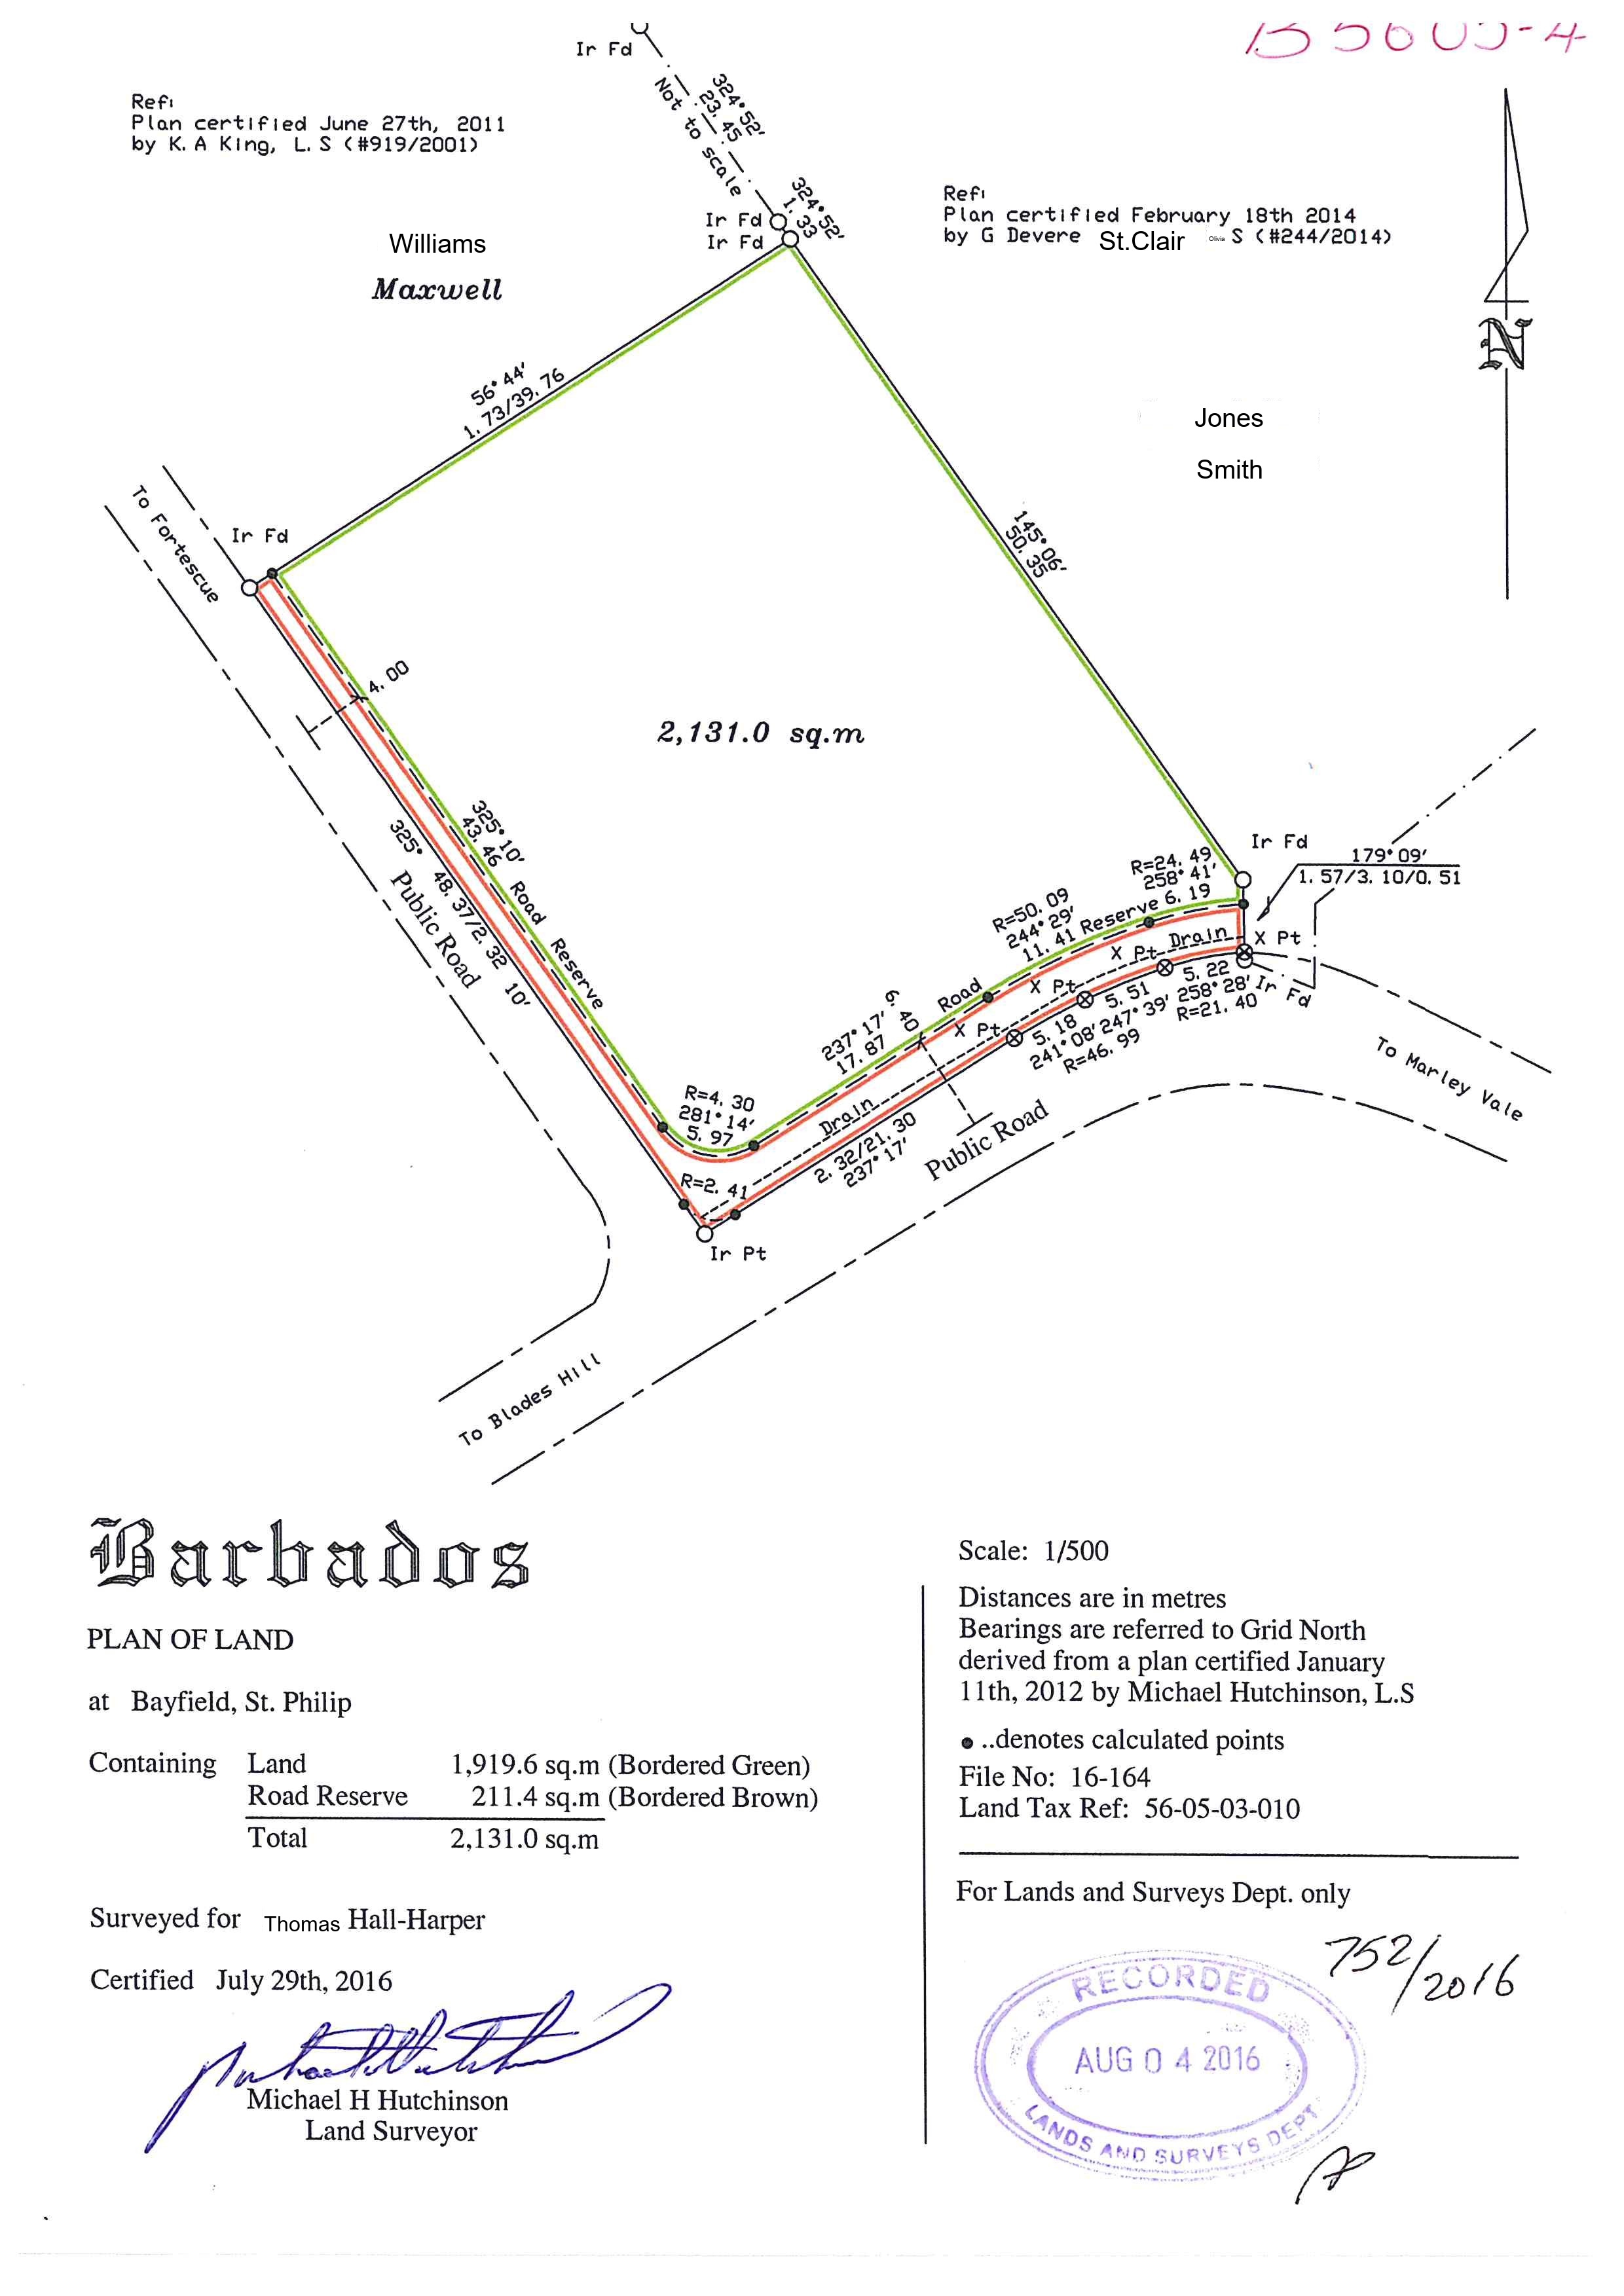 Ir Fd
324°52'
23.45
Not to scale
Ref:
Plan certified June 27th, 2011
by K. A King, L. S (#919/2001)
324°52'
1.33
Ir Fd
Ir Fd
Ref:
Plan certified February 18th 2014
by G Devere St.Clair Olivia S (#244/2014)
Williams
Maxwell
N
56°44'
1.73/39.76
Jones
Smith
To Fortescue
Ir Fd
145°06'
50.35
4.00
2,131.0 sq.m
325°10'
43.46
Road Reserve
325° 10'
48.37/2.32
Public Road
Ir Fd
179°09'
1.57/3.10/0.51
R=24.49
258°41'
6.19
R=50.09
244°29'
11.41
Road Reserve
X Pt
X Pt
X Pt
X Pt
Drain
5.22
258°28'
R=21.40
Ir Fd
5.51
247°39'
5.18
241°08'
R=46.99
6.40
237°17'
17.87
To Marley Vale
R=4.30
281°14'
5.97
Drain
2.32/21.30
237°17'
Public Road
R=2.41
Ir Pt
To Blades Hill
Barbados
PLAN OF LAND
at Bayfield, St. Philip
Containing Land 1,919.6 sq.m (Bordered Green)
Road Reserve 211.4 sq.m (Bordered Brown)
Total 2,131.0 sq.m
Surveyed for Thomas Hall-Harper
Certified July 29th, 2016
Michael H Hutchinson
Land Surveyor
Scale: 1/500
Distances are in metres
Bearings are referred to Grid North
derived from a plan certified January
11th, 2012 by Michael Hutchinson, L.S
..denotes calculated points
File No: 16-164
Land Tax Ref: 56-05-03-010
For Lands and Surveys Dept. only
752/2016
RECORDED
AUG 04 2016
LANDS AND SURVEYS DEPT